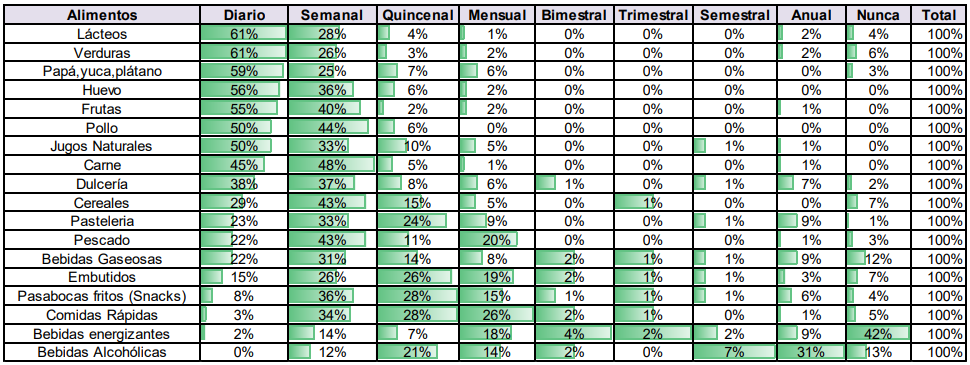 Alimentos Diario Semanal Quincenal Mensual Bimestral Trimestral Semestral Anual Nunca Total
Lácteos 61% 28% 4% 1% 0% 0% 0% 2% 4% 100%
Verduras 61% 26% 3% 2% 0% 0% 0% 2% 6% 100%
Papá,yuca,plátano 59% 25% 7% 6% 0% 0% 0% 0% 3% 100%
Huevo 56% 36% 6% 2% 0% 0% 0% 0% 0% 100%
Frutas 55% 40% 2% 2% 0% 0% 0% 1% 0% 100%
Pollo 50% 44% 6% 0% 0% 0% 0% 0% 0% 100%
Jugos Naturales 50% 33% 10% 5% 0% 0% 1% 1% 0% 100%
Carne 45% 48% 5% 1% 0% 0% 0% 1% 0% 100%
Dulcería 38% 37% 8% 6% 1% 0% 1% 7% 2% 100%
Cereales 29% 43% 15% 5% 0% 1% 0% 0% 7% 100%
Pasteleria 23% 33% 24% 9% 0% 0% 1% 9% 1% 100%
Pescado 22% 43% 11% 20% 0% 0% 0% 1% 3% 100%
Bebidas Gaseosas 22% 31% 14% 8% 2% 1% 1% 9% 12% 100%
Embutidos 15% 26% 26% 19% 2% 1% 1% 3% 7% 100%
Pasabocas fritos (Snacks) 8% 36% 28% 15% 1% 1% 1% 6% 4% 100%
Comidas Rápidas 3% 34% 28% 26% 2% 1% 0% 1% 5% 100%
Bebidas energizantes 2% 14% 7% 18% 4% 2% 2% 9% 42% 100%
Bebidas Alcohólicas 0% 12% 21% 14% 2% 0% 7% 31% 13% 100%